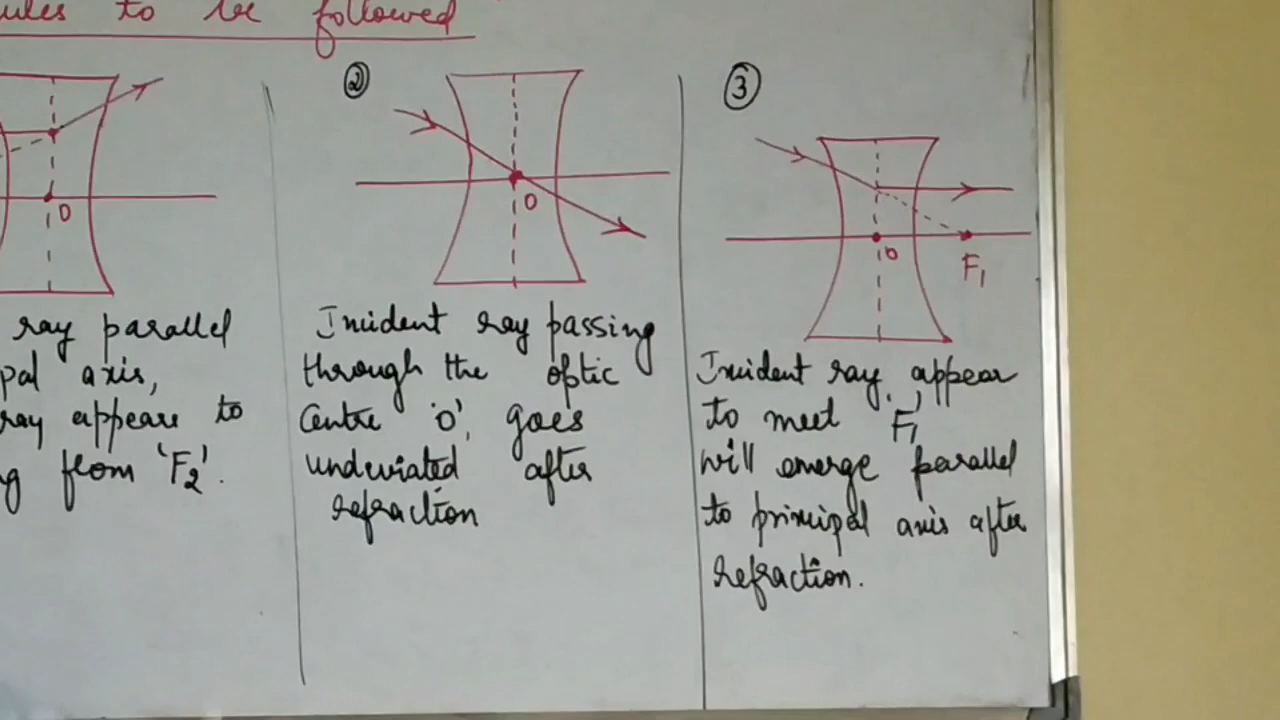 ules to be followed
O
ray parallel
pal axis,
ray appears to
g from 'F₂'.
②
O
Incident ray passing
through the optic
Centre 'O', goes
undeviated after
refraction
③
O
F₁
Incident ray, appear
to meet 'F₁'
will emerge parallel
to principal axis after
refraction.